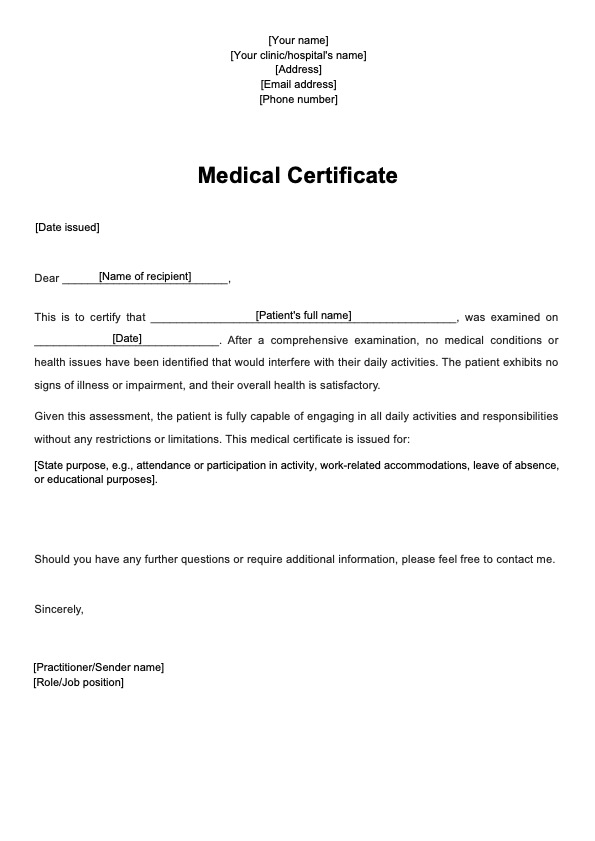 [Your name]
[Your clinic/hospital's name]
[Address]
[Email address]
[Phone number]
Medical Certificate
[Date issued]
Dear [Name of recipient],
This is to certify that [Patient's full name], was examined on
[Date]. After a comprehensive examination, no medical conditions or
health issues have been identified that would interfere with their daily activities. The patient exhibits no
signs of illness or impairment, and their overall health is satisfactory.
Given this assessment, the patient is fully capable of engaging in all daily activities and responsibilities
without any restrictions or limitations. This medical certificate is issued for:
[State purpose, e.g., attendance or participation in activity, work-related accommodations, leave of absence,
or educational purposes].
Should you have any further questions or require additional information, please feel free to contact me.
Sincerely,
[Practitioner/Sender name]
[Role/Job position]